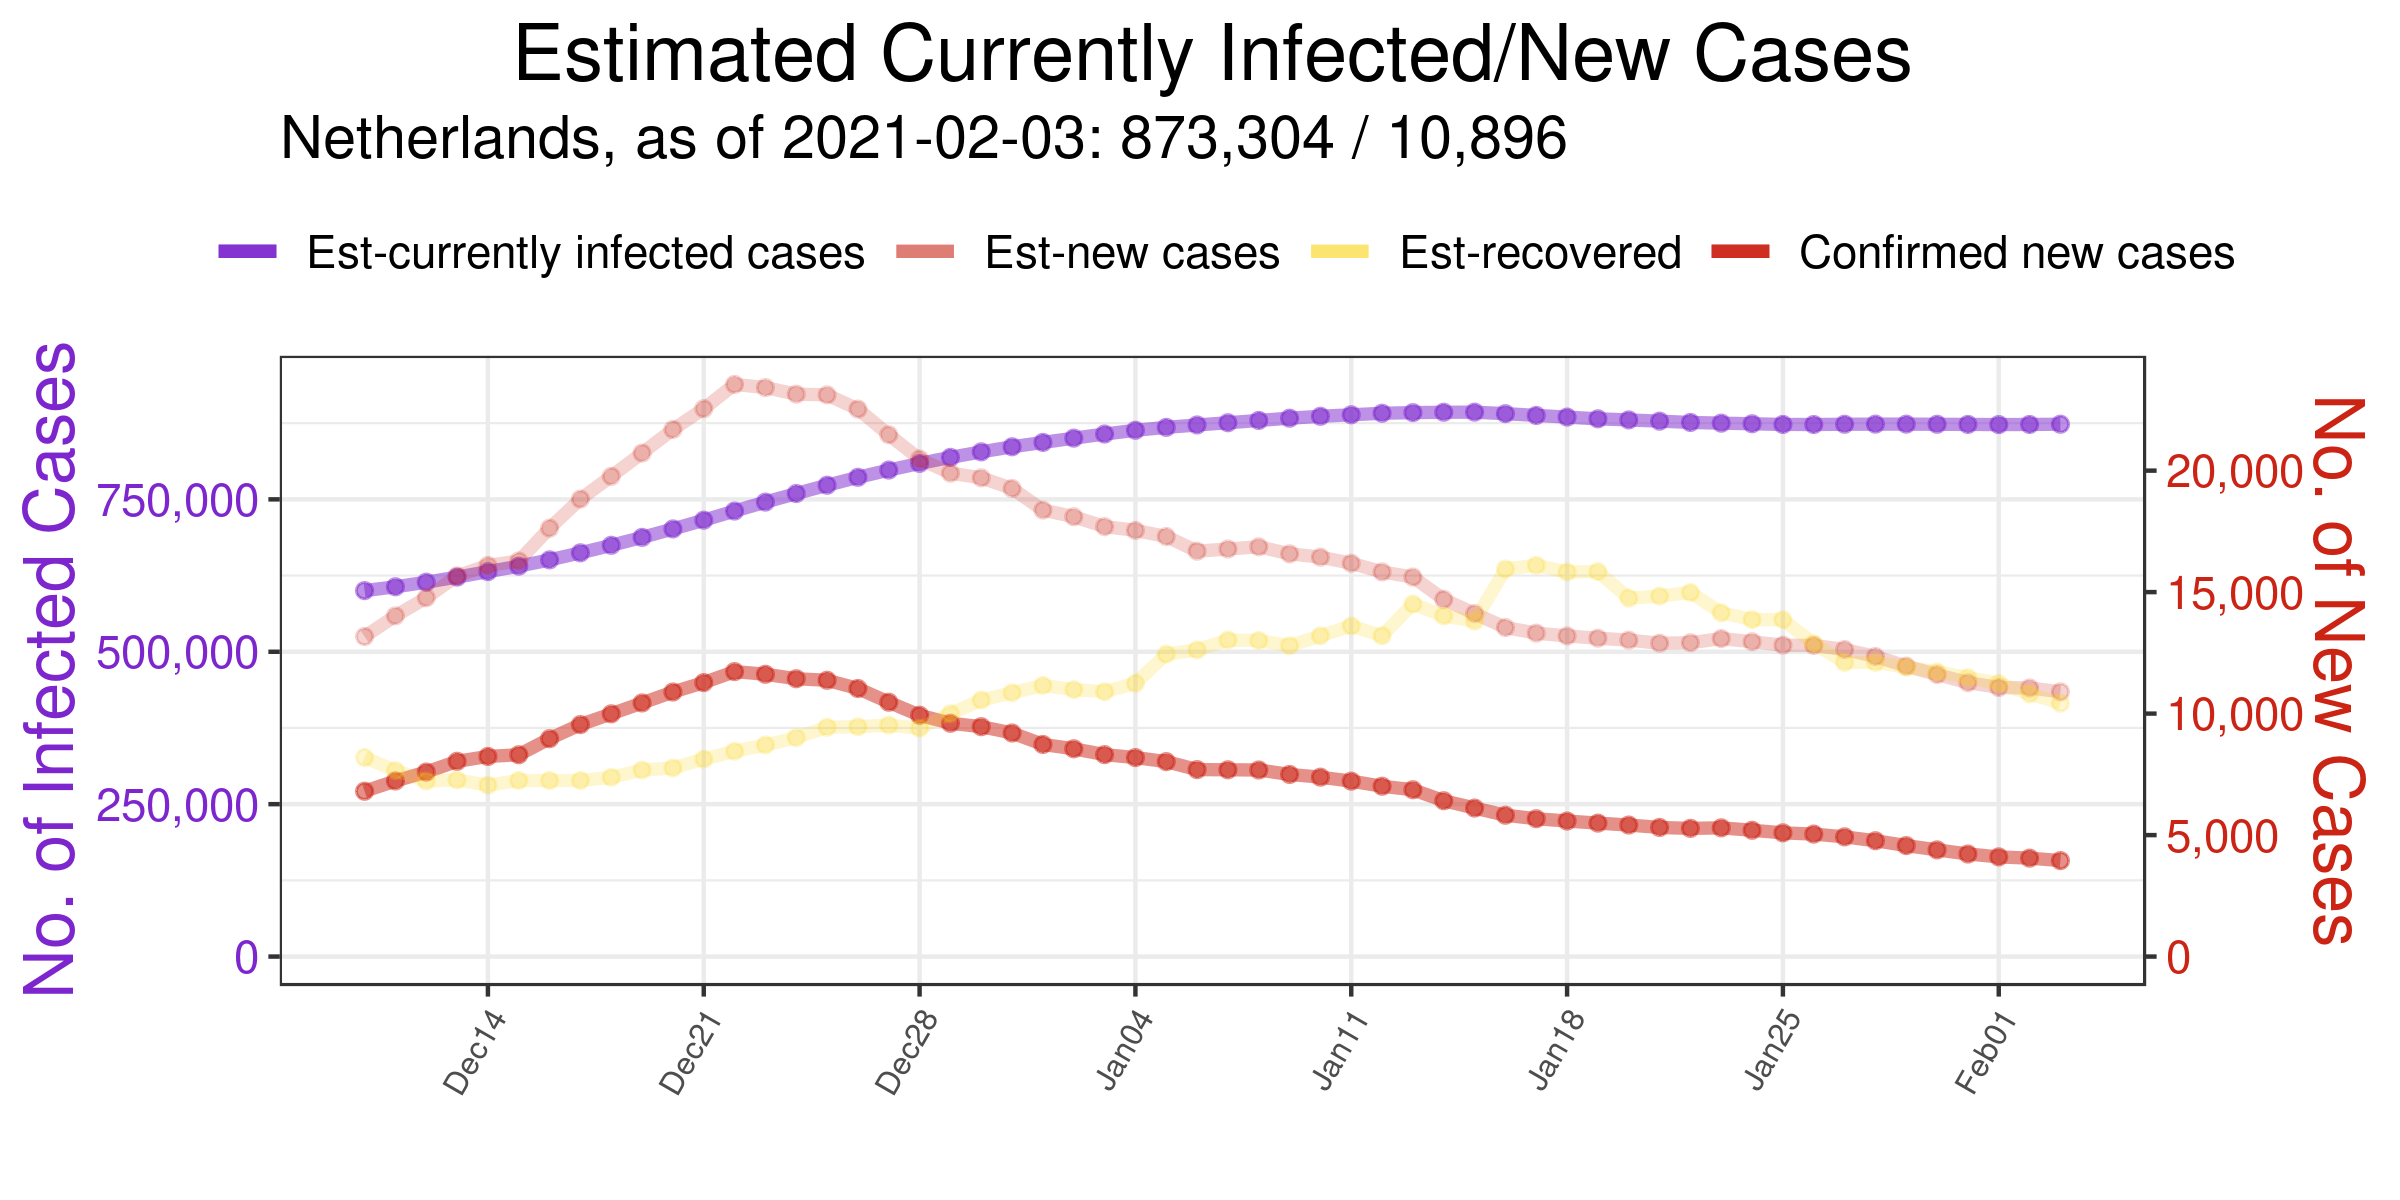 Estimated Currently Infected/New Cases
Netherlands, as of 2021-02-03: 873,304 / 10,896
Est-currently infected cases Est-new cases Est-recovered Confirmed new cases
No. of Infected Cases
750,000
500,000
250,000
0
20,000
15,000
10,000
5,000
0
No. of New Cases
Dec14 Dec21 Dec28 Jan04 Jan11 Jan18 Jan25 Feb01